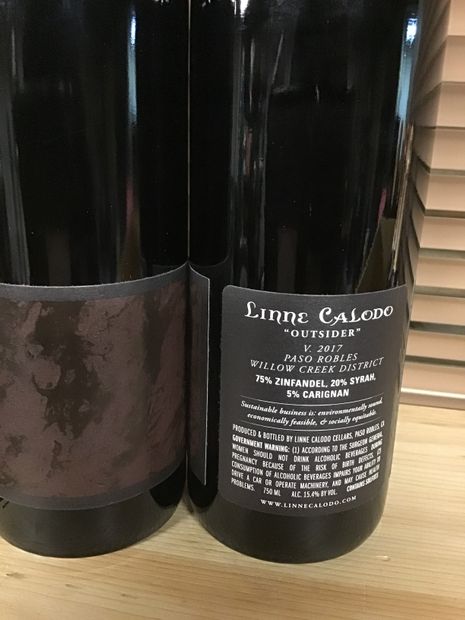 LINNE CALODO
"OUTSIDER"
V. 2017
PASO ROBLES
WILLOW CREEK DISTRICT
75% ZINFANDEL, 20% SYRAH,
5% CARIGNAN
Sustainable business is: environmentally sound,
economically feasible, & socially equitable.
PRODUCED & BOTTLED BY LINNE CALODO CELLARS, PASO ROBLES, CA
GOVERNMENT WARNING: (1) ACCORDING TO THE SURGEON GENERAL,
WOMEN SHOULD NOT DRINK ALCOHOLIC BEVERAGES DURING
PREGNANCY BECAUSE OF THE RISK OF BIRTH DEFECTS. (2)
CONSUMPTION OF ALCOHOLIC BEVERAGES IMPAIRS YOUR ABILITY TO
DRIVE A CAR OR OPERATE MACHINERY, AND MAY CAUSE HEALTH
PROBLEMS. 750 ML ALC. 15.4% BY VOL. CONTAINS SULFITES
WWW.LINNECALODO.COM